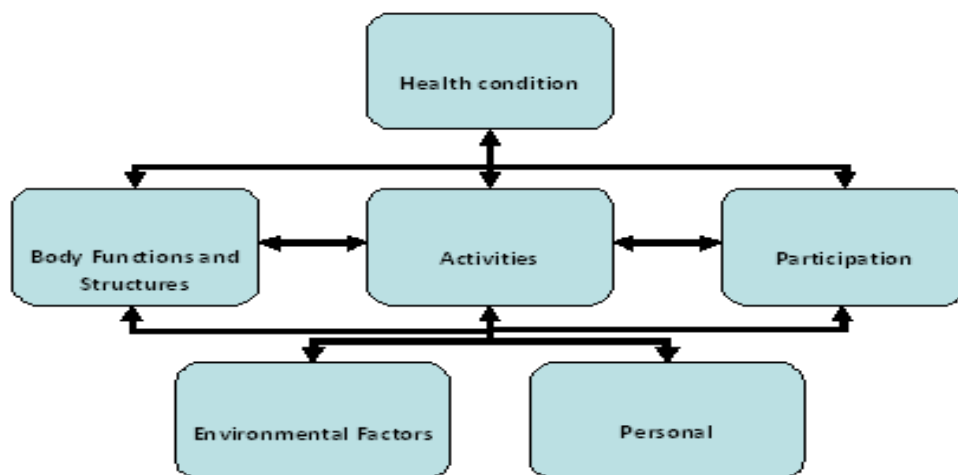 Health condition
Body Functions and
Structures
Activities
Participation
Environmental Factors
Personal